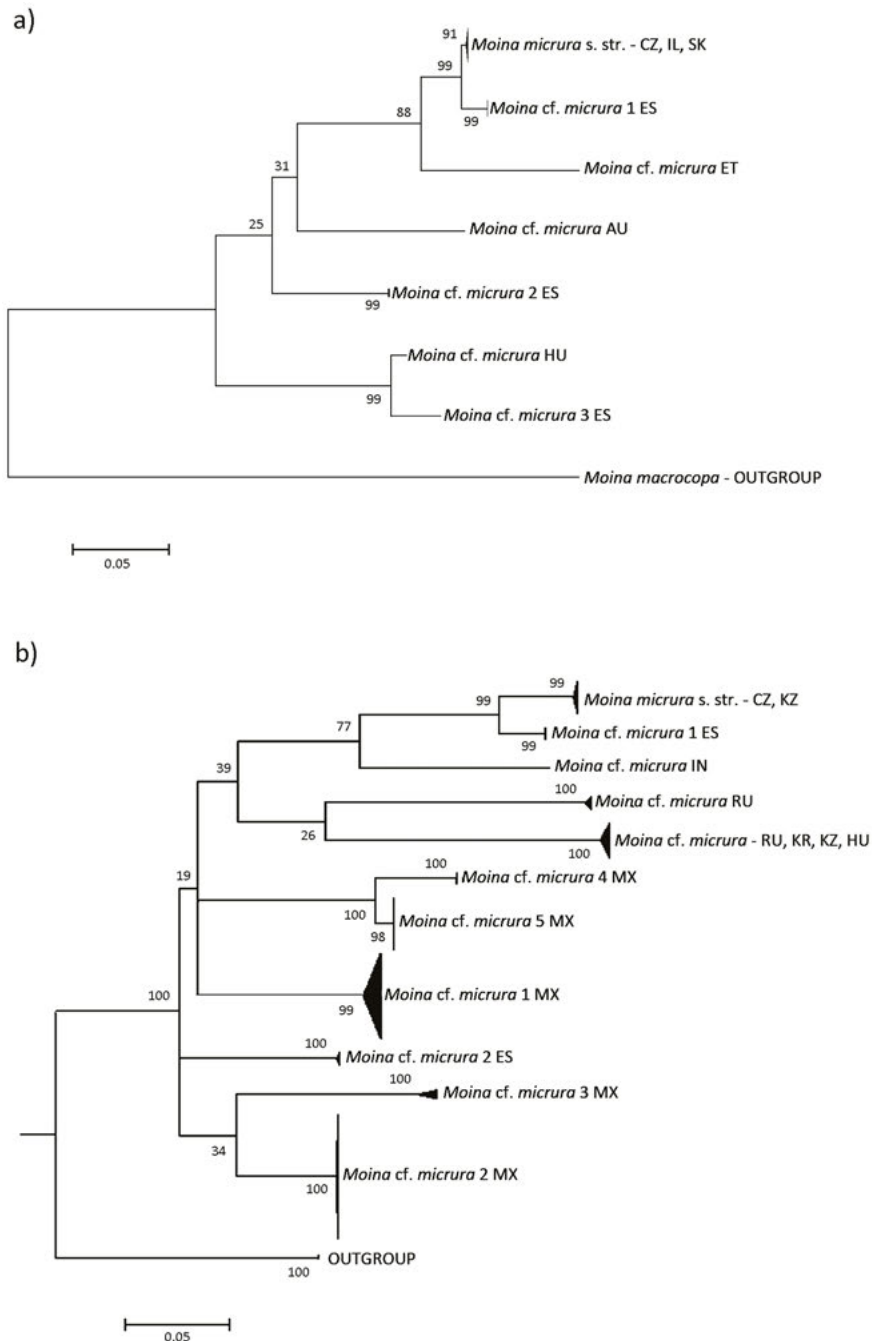 a)
91
Moina micrura s. str. - CZ, IL, SK
99
Moina cf. micrura 1 ES
99
88
Moina cf. micrura ET
31
Moina cf. micrura AU
25
Moina cf. micrura 2 ES
99
Moina cf. micrura HU
99
Moina cf. micrura 3 ES
Moina macrocopa - OUTGROUP
0.05
b)
99
Moina micrura s. str. - CZ, KZ
99
Moina cf. micrura 1 ES
99
77
Moina cf. micrura IN
39
100
Moina cf. micrura RU
26
Moina cf. micrura - RU, KR, KZ, HU
100
19
100
Moina cf. micrura 4 MX
100
Moina cf. micrura 5 MX
98
Moina cf. micrura 1 MX
99
100
100
Moina cf. micrura 2 ES
100
Moina cf. micrura 3 MX
34
Moina cf. micrura 2 MX
100
OUTGROUP
100
0.05